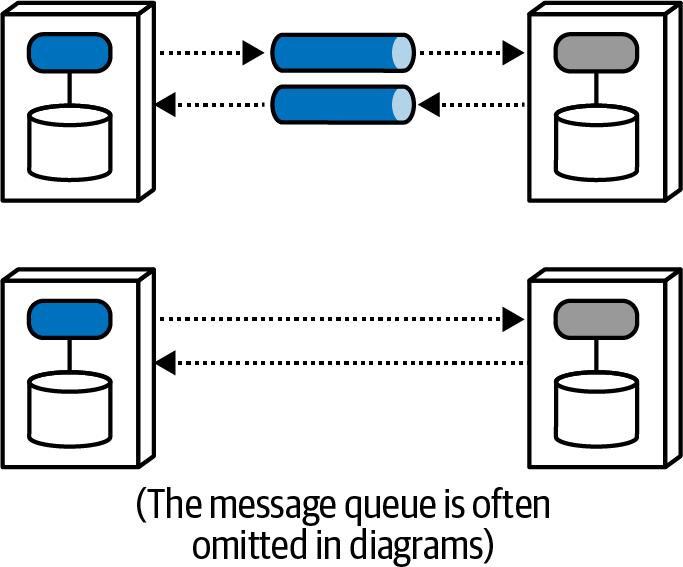 (The message queue is often
omitted in diagrams)